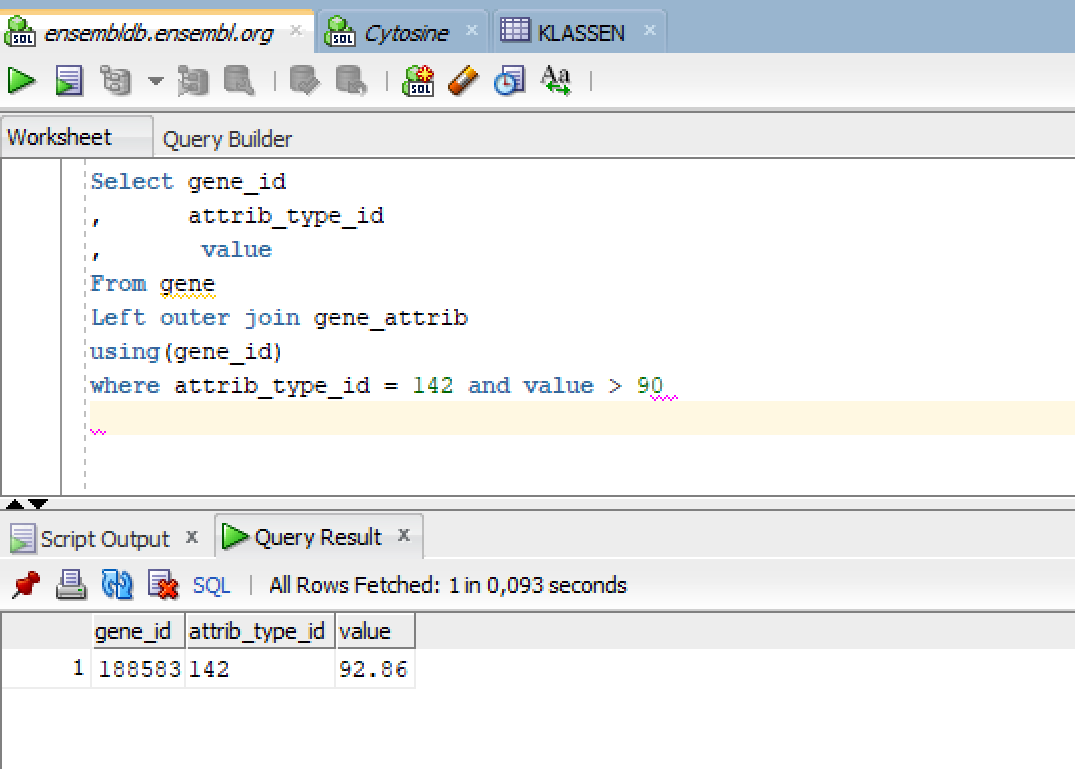 ensembldb.ensembl.org Cytosine KLASSEN
Worksheet Query Builder
Select gene_id
, attrib_type_id
, value
From gene
Left outer join gene_attrib
using(gene_id)
where attrib_type_id = 142 and value > 90
Script Output x Query Result x
SQL | All Rows Fetched: 1 in 0,093 seconds
gene_id attrib_type_id value
1 188583 142 92.86